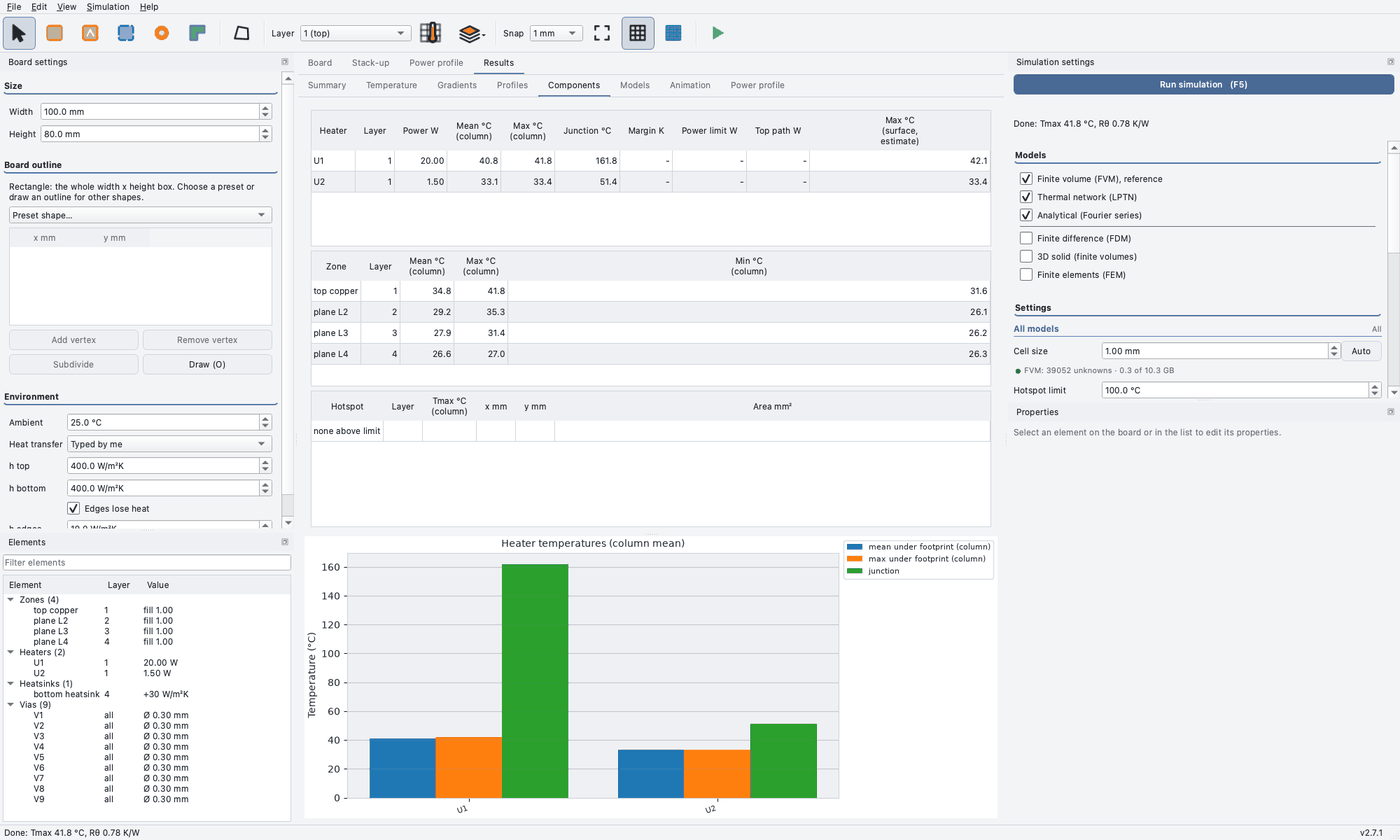 File Edit View Simulation Help
Layer 1 (top) Snap 1 mm
Board settings
Size
Width 100.0 mm
Height 80.0 mm
Board outline
Rectangle: the whole width x height box. Choose a preset or
draw an outline for other shapes.
Preset shape...
x mm y mm
Add vertex Remove vertex
Subdivide Draw (O)
Environment
Ambient 25.0 °C
Heat transfer Typed by me
h top 400.0 W/m²K
h bottom 400.0 W/m²K
Edges lose heat
h edges 10.0 W/m²K
Elements
Filter elements
Element Layer Value
Zones (4)
top copper 1 fill 1.00
plane L2 2 fill 1.00
plane L3 3 fill 1.00
plane L4 4 fill 1.00
Heaters (2)
U1 1 20.00 W
U2 1 1.50 W
Heatsinks (1)
bottom heatsink 4 +30 W/m²K
Vias (9)
V1 all Ø 0.30 mm
V2 all Ø 0.30 mm
V3 all Ø 0.30 mm
V4 all Ø 0.30 mm
V5 all Ø 0.30 mm
V6 all Ø 0.30 mm
V7 all Ø 0.30 mm
V8 all Ø 0.30 mm
V9 all Ø 0.30 mm
Board Stack-up Power profile Results
Summary Temperature Gradients Profiles Components Models Animation Power profile
Heater Layer Power W Mean °C (column) Max °C (column) Junction °C Margin K Power limit W Top path W Max °C (surface, estimate)
U1 1 20.00 40.8 41.8 161.8 - - - 42.1
U2 1 1.50 33.1 33.4 51.4 - - - 33.4
Zone Layer Mean °C (column) Max °C (column) Min °C (column)
top copper 1 34.8 41.8 31.6
plane L2 2 29.2 35.3 26.1
plane L3 3 27.9 31.4 26.2
plane L4 4 26.6 27.0 26.3
Hotspot Layer Tmax °C (column) x mm y mm Area mm²
none above limit
Heater temperatures (column mean)
mean under footprint (column)
max under footprint (column)
junction
Temperature (°C)
160
140
120
100
80
60
40
20
0
U1 U2
Simulation settings
Run simulation (F5)
Done: Tmax 41.8 °C, Rθ 0.78 K/W
Models
Finite volume (FVM), reference
Thermal network (LPTN)
Analytical (Fourier series)
Finite difference (FDM)
3D solid (finite volumes)
Finite elements (FEM)
Settings
All models All
Cell size 1.00 mm Auto
FVM: 39052 unknowns · 0.3 of 10.3 GB
Hotspot limit 100.0 °C
Properties
Select an element on the board or in the list to edit its properties.
Done: Tmax 41.8 °C, Rθ 0.78 K/W v2.7.1